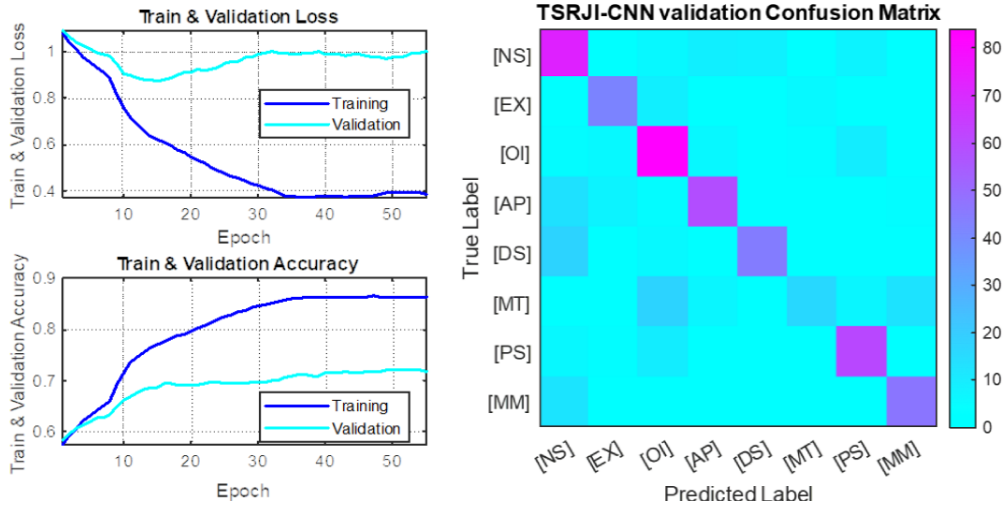 Train & Validation Loss
Train & Validation Loss
1
0.8
0.6
0.4
Training
Validation
10
20
30
40
50
Epoch
Train & Validation Accuracy
Train & Validation Accuracy
0.9
0.8
0.7
0.6
Training
Validation
10
20
30
40
50
Epoch
TSRJI-CNN validation Confusion Matrix
True Label
[NS]
[EX]
[OI]
[AP]
[DS]
[MT]
[PS]
[MM]
[NS]
[EX]
[OI]
[AP]
[DS]
[MT]
[PS]
[MM]
Predicted Label
80
70
60
50
40
30
20
10
0